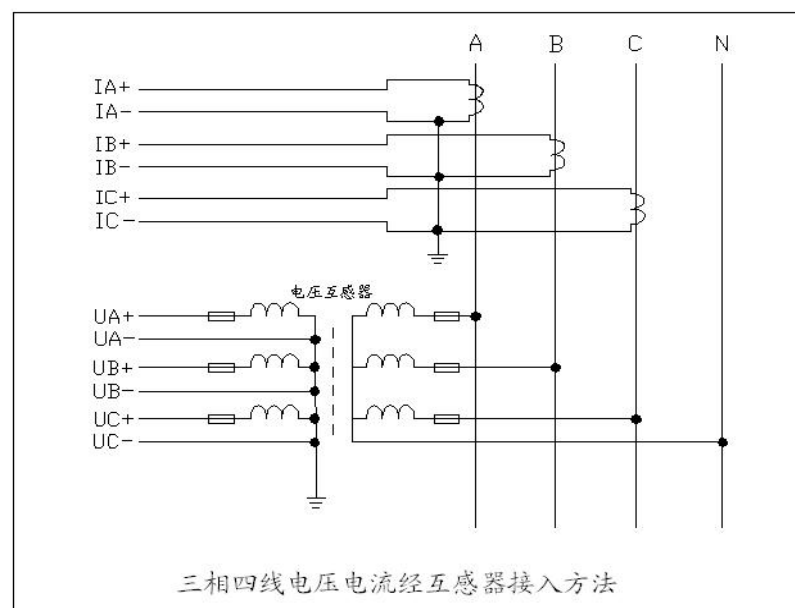 A B C N
IA+
IA-
IB+
IB-
IC+
IC-
电压互感器
UA+
UA-
UB+
UB-
UC+
UC-
三相四线电压电流经互感器接入方法